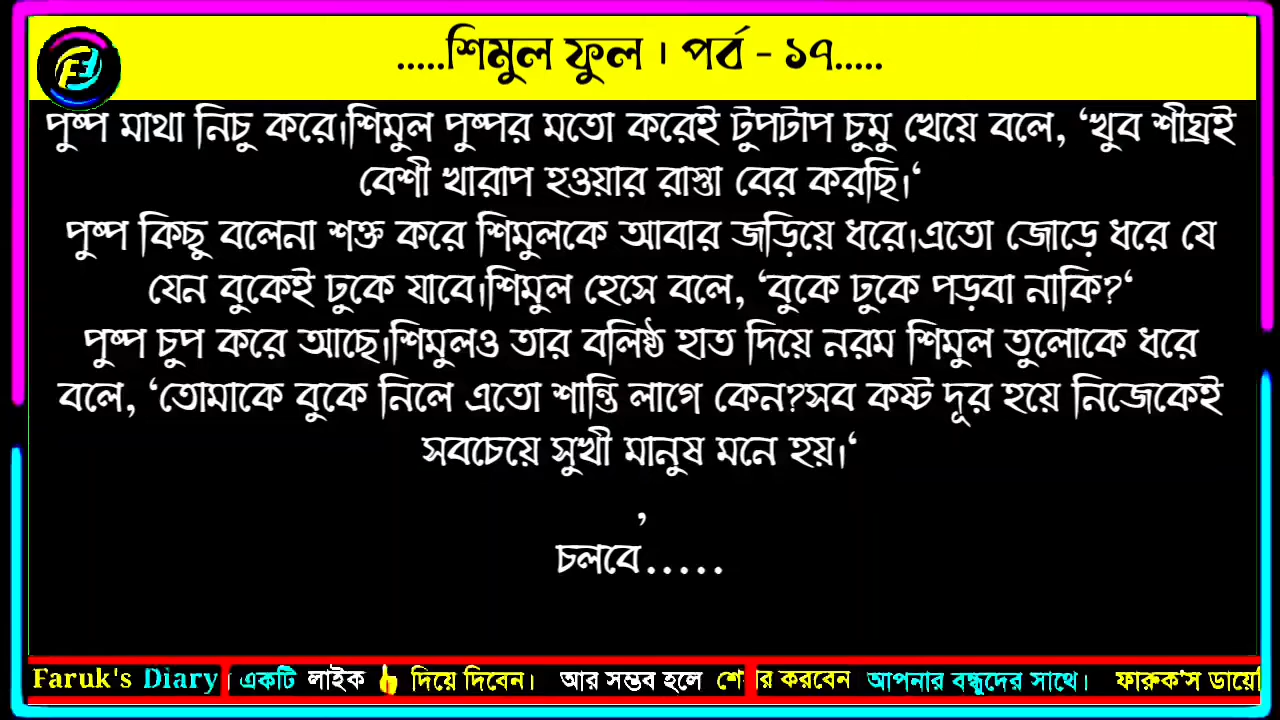 .....শিমুল ফুল । পর্ব - ১৭.....
পুষ্প মাথা নিচু করে।শিমুল পুষ্পর মতো করেই টুপটাপ চুমু খেয়ে বলে, ‘খুব শীঘ্রই
বেশী খারাপ হওয়ার রাস্তা বের করছি।‘
পুষ্প কিছু বলেনা শক্ত করে শিমুলকে আবার জড়িয়ে ধরে।এতো জোড়ে ধরে যে
যেন বুকেই ঢুকে যাবে।শিমুল হেসে বলে, ‘বুকে ঢুকে পড়বা নাকি?‘
পুষ্প চুপ করে আছে।শিমুলও তার বলিষ্ঠ হাত দিয়ে নরম শিমুল তুলোকে ধরে
বলে, ‘তোমাকে বুকে নিলে এতো শান্তি লাগে কেন?সব কষ্ট দূর হয়ে নিজেকেই
সবচেয়ে সুখী মানুষ মনে হয়।‘
,
চলবে.....
Faruk's Diary একটি লাইক 👍 দিয়ে দিবেন। আর সম্ভব হলে শে র করবেন আপনার বন্ধুদের সাথে। ফারুক'স